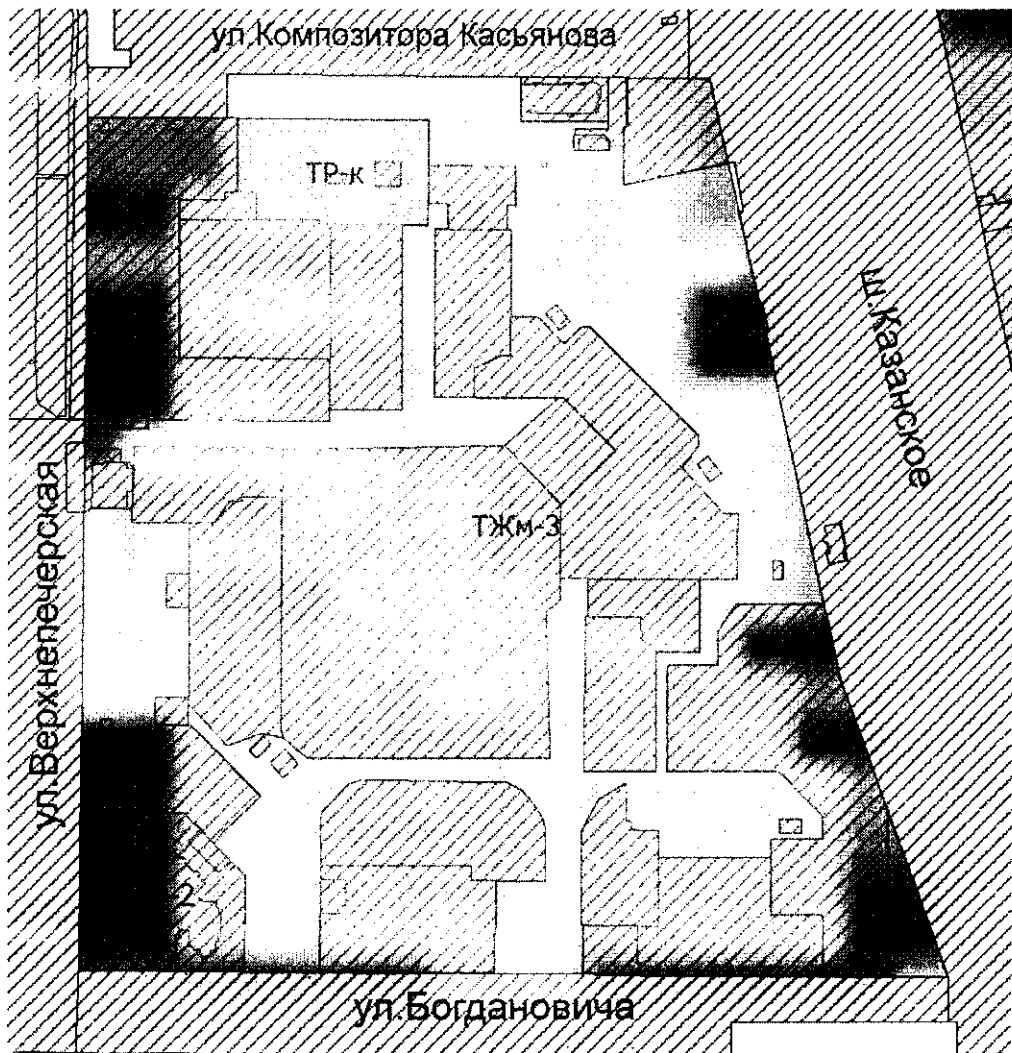 ул.Композитора Касьянова
ТР-к
ш.Казанское
ТЖм-3
ул.Верхнепечерская
2
ул.Богдановича